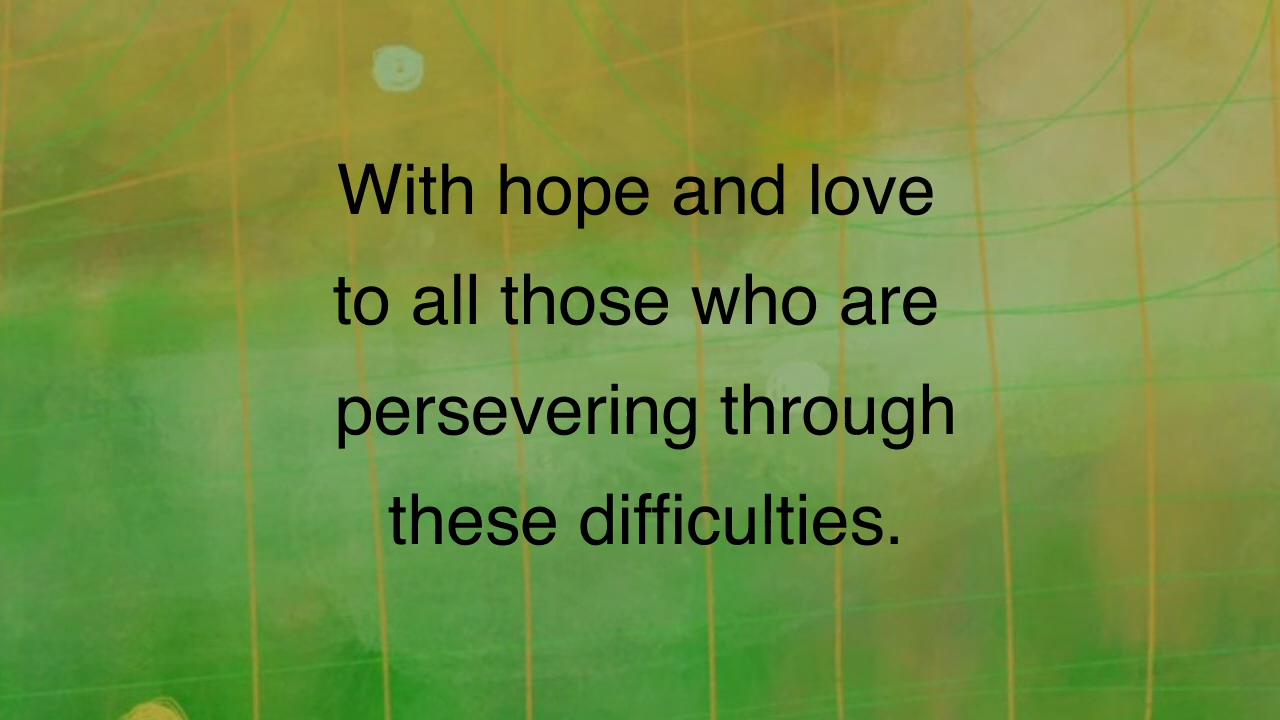 With hope and love
to all those who are
persevering through
these difficulties.